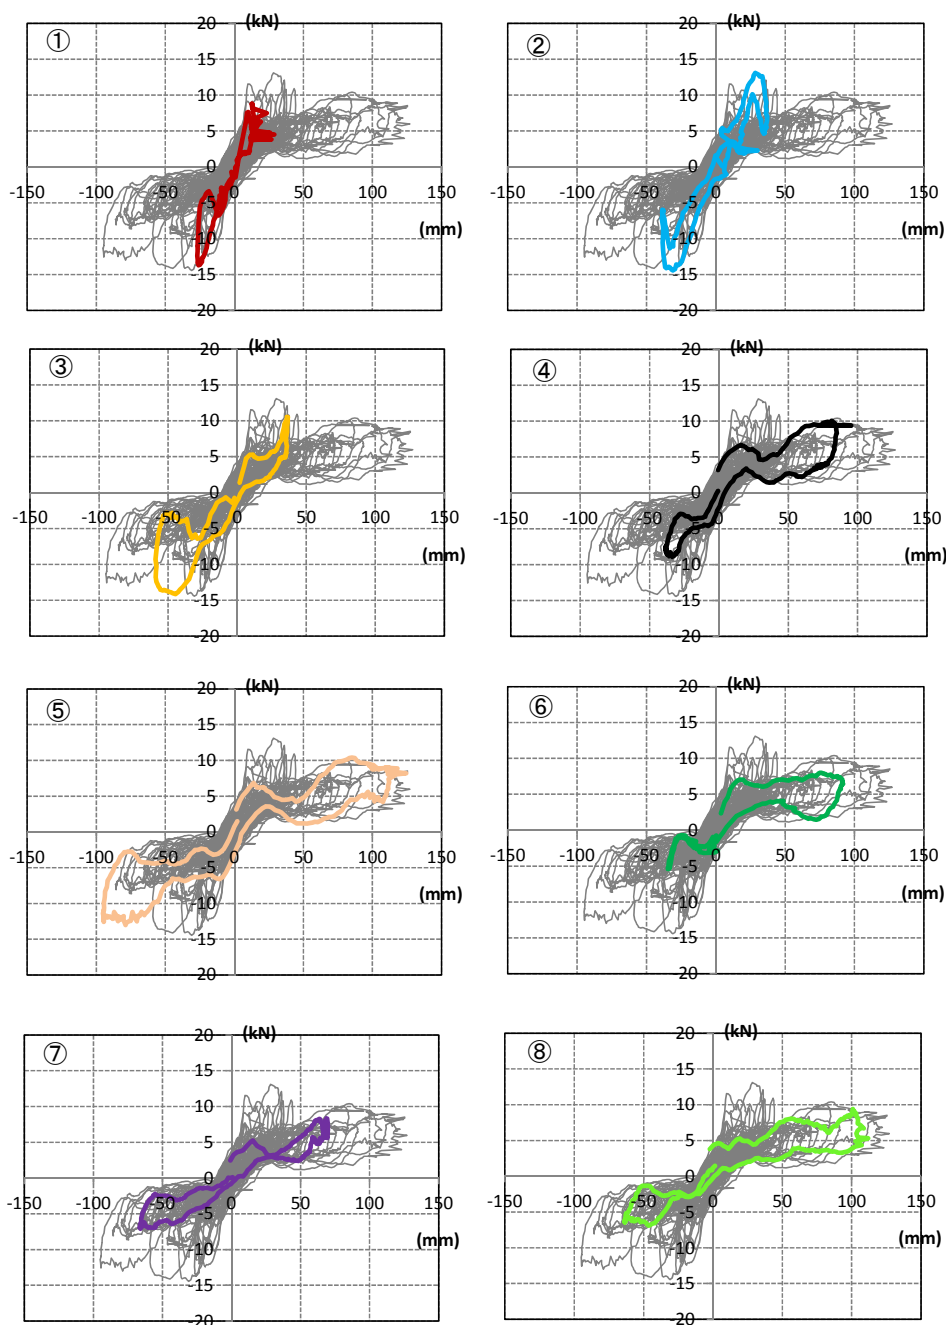 ① (kN) 20 15 10 5 0 -5 -10 -15 -20
-150 -100 -50 0 50 100 150
(mm)
② (kN) 20 15 10 5 0 -5 -10 -15 -20
-150 -100 -50 0 50 100 150
(mm)
③ (kN) 20 15 10 5 0 -5 -10 -15 -20
-150 -100 -50 0 50 100 150
(mm)
④ (kN) 20 15 10 5 0 -5 -10 -15 -20
-150 -100 -50 0 50 100 150
(mm)
⑤ (kN) 20 15 10 5 0 -5 -10 -15 -20
-150 -100 -50 0 50 100 150
(mm)
⑥ (kN) 20 15 10 5 0 -5 -10 -15 -20
-150 -100 -50 0 50 100 150
(mm)
⑦ (kN) 20 15 10 5 0 -5 -10 -15 -20
-150 -100 -50 0 50 100 150
(mm)
⑧ (kN) 20 15 10 5 0 -5 -10 -15 -20
-150 -100 -50 0 50 100 150
(mm)